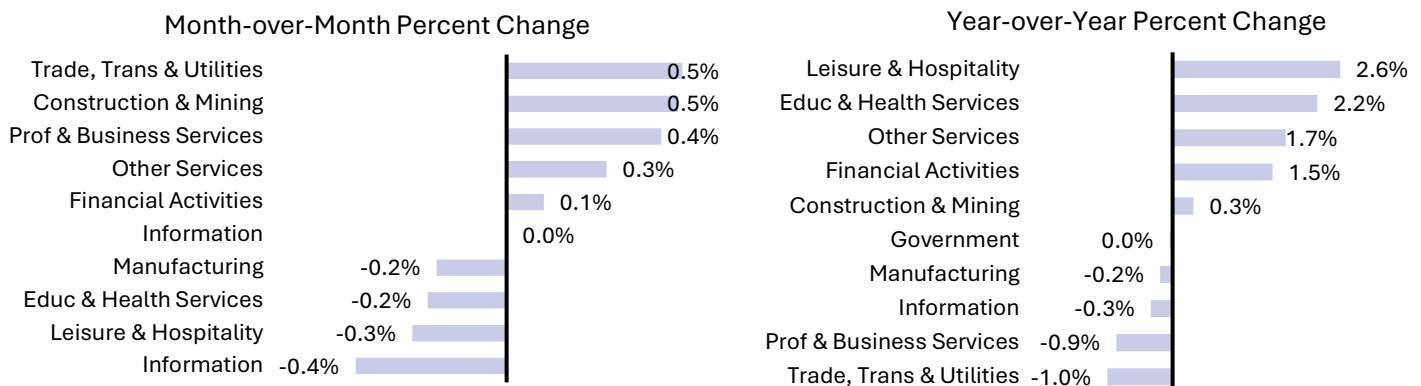 Month-over-Month Percent Change
Trade, Trans & Utilities 0.5%
Construction & Mining 0.5%
Prof & Business Services 0.4%
Other Services 0.3%
Financial Activities 0.1%
Information 0.0%
Manufacturing -0.2%
Educ & Health Services -0.2%
Leisure & Hospitality -0.3%
Information -0.4%
Year-over-Year Percent Change
Leisure & Hospitality 2.6%
Educ & Health Services 2.2%
Other Services 1.7%
Financial Activities 1.5%
Construction & Mining 0.3%
Government 0.0%
Manufacturing -0.2%
Information -0.3%
Prof & Business Services -0.9%
Trade, Trans & Utilities -1.0%